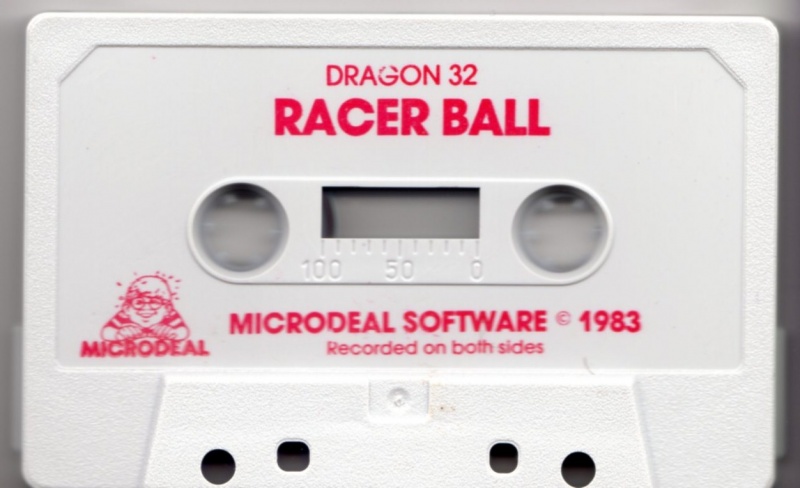 DRAGON 32
RACER BALL
100 50 0
MICRODEAL
MICRODEAL SOFTWARE © 1983
Recorded on both sides